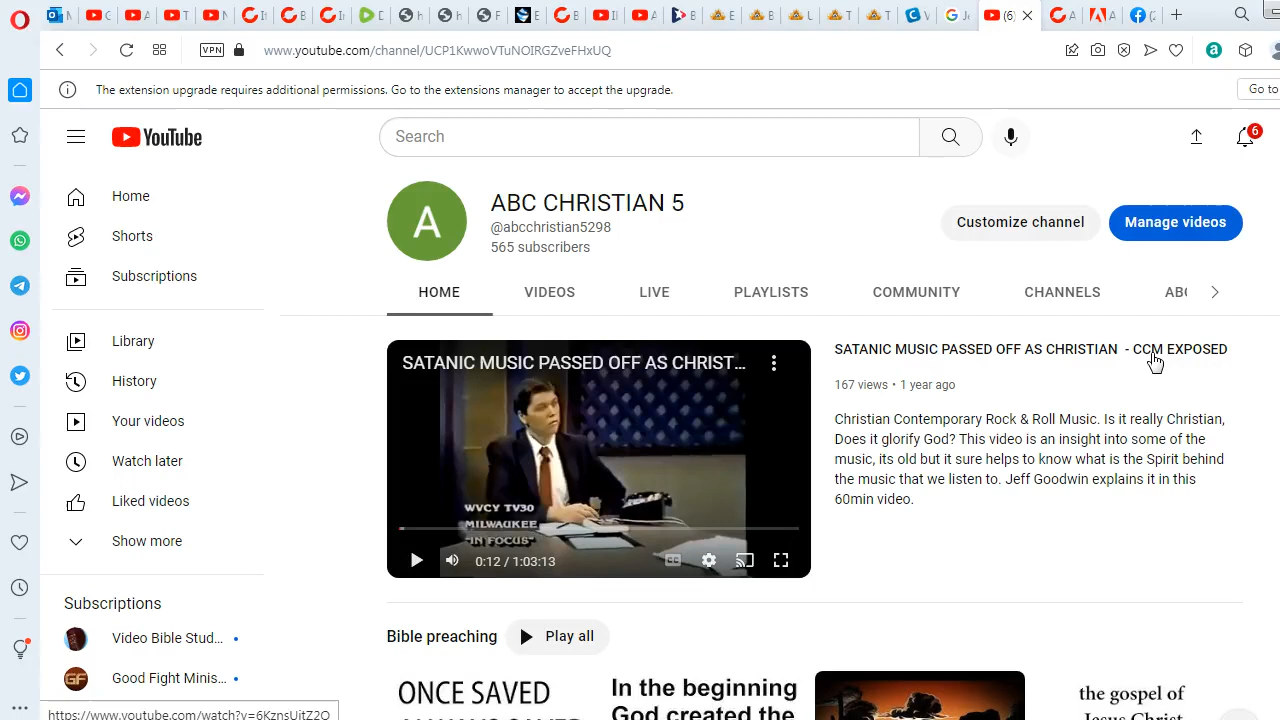 VPN
www.youtube.com/channel/UCP1KwwoVTuNOIRGZveFHxUQ
The extension upgrade requires additional permissions. Go to the extensions manager to accept the upgrade.
Go to
YouTube
Search
6
Home
Shorts
Subscriptions
Library
History
Your videos
Watch later
Liked videos
Show more
Subscriptions
Video Bible Stud...
Good Fight Minis...
A
ABC CHRISTIAN 5
@abcchristian5298
565 subscribers
Customize channel
Manage videos
HOME
VIDEOS
LIVE
PLAYLISTS
COMMUNITY
CHANNELS
SATANIC MUSIC PASSED OFF AS CHRIST...
WVCY TV30
MILWAUKEE
"IN FOCUS"
0:12 / 1:03:13
SATANIC MUSIC PASSED OFF AS CHRISTIAN - CCM EXPOSED
167 views • 1 year ago
Christian Contemporary Rock & Roll Music. Is it really Christian,
Does it glorify God? This video is an insight into some of the
music, its old but it sure helps to know what is the Spirit behind
the music that we listen to. Jeff Goodwin explains it in this
60min video.
Bible preaching
Play all
ONCE SAVED
In the beginning
God created the
the gospel of
Jesus Christ
https://www.youtube.com/watch?v=6KznsUitZ2Q